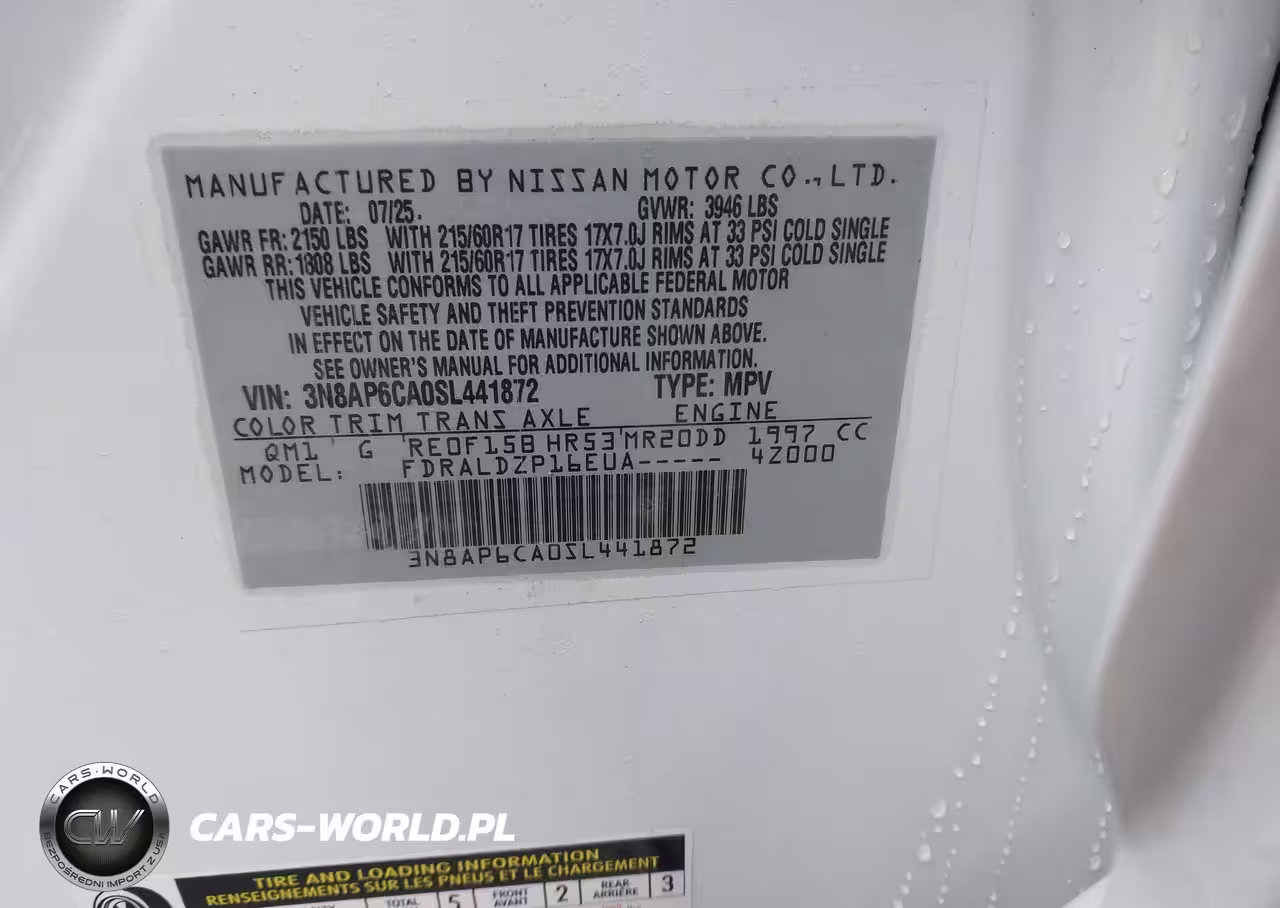 MANUFACTURED BY NISSAN MOTOR CO.,LTD.
DATE: 07/25. GVWR: 3946 LBS
GAWR FR: 2150 LBS WITH 215/60R17 TIRES 17X7.0J RIMS AT 33 PSI COLD SINGLE
GAWR RR: 1808 LBS WITH 215/60R17 TIRES 17X7.0J RIMS AT 33 PSI COLD SINGLE
THIS VEHICLE CONFORMS TO ALL APPLICABLE FEDERAL MOTOR
VEHICLE SAFETY AND THEFT PREVENTION STANDARDS
IN EFFECT ON THE DATE OF MANUFACTURE SHOWN ABOVE.
SEE OWNER'S MANUAL FOR ADDITIONAL INFORMATION.
VIN: 3N8AP6CA0SL441872 TYPE: MPV
COLOR TRIM TRANS AXLE ENGINE
QM1 G RE0F15B HR53 MR20DD 1997 CC
MODEL: FDRALDZP16EUA----- 4Z000
3N8AP6CA0SL441872
CARS-WORLD
CW
BEZPOŚREDNI IMPORT Z USA
CARS-WORLD.PL
TIRE AND LOADING INFORMATION
RENSEIGNEMENTS SUR LES PNEUS ET LE CHARGEMENT
TOTAL 5 FRONT AVANT 2 REAR ARRIÈRE 3